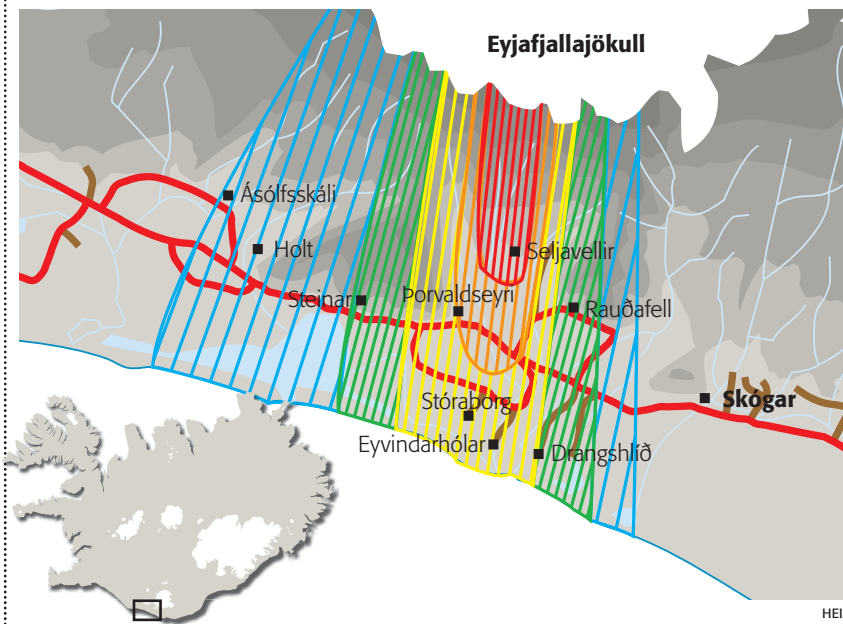 Eyjafjallajökull
Ásólfsskáli
Holt
Seljavellir
Steinar
Þorvaldseyri
Rauðafell
Stóraborg
Skógar
Eyvindarhólar
Drangshlíð
HEI